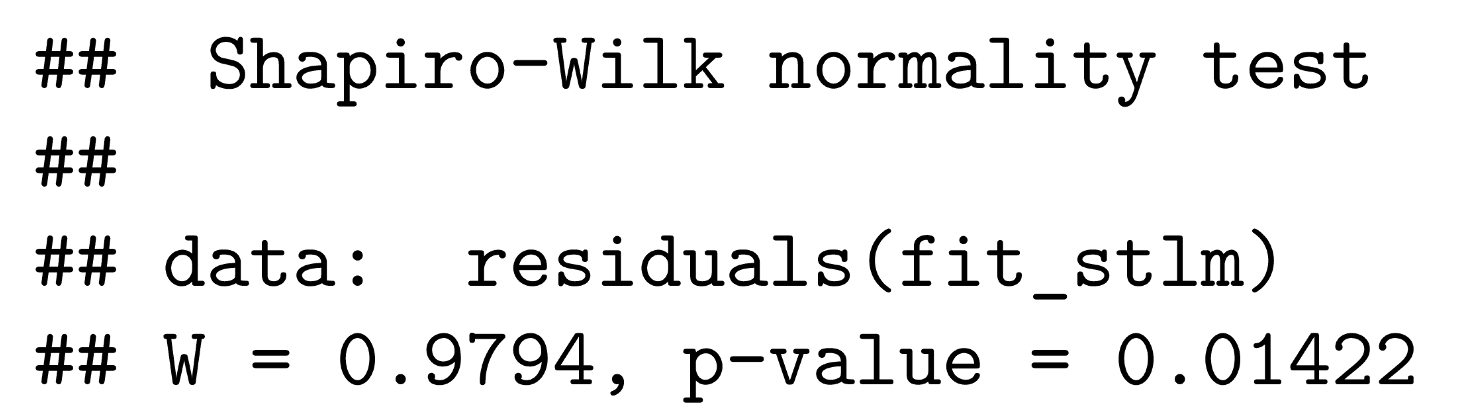 ##  Shapiro-Wilk normality test
##
## data:  residuals(fit_stlm)
## W = 0.9794, p-value = 0.01422